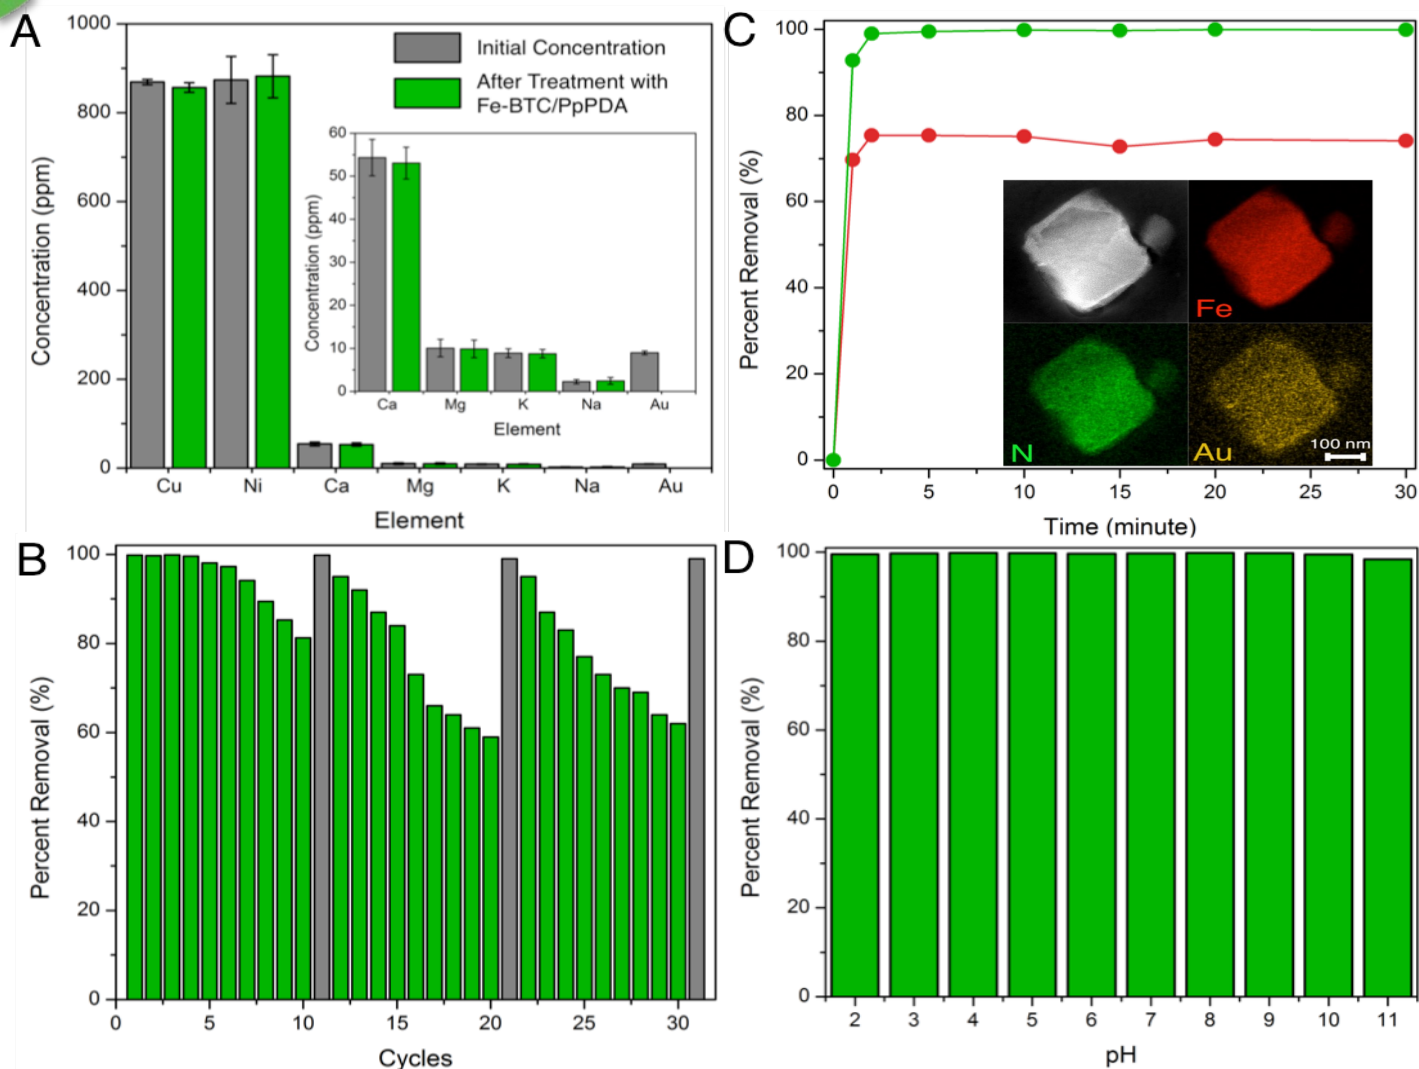 A
1000
800
600
400
200
0
Concentration (ppm)
Initial Concentration
After Treatment with
Fe-BTC/PpPDA
60
50
40
30
20
10
0
Concentration (ppm)
Ca Mg K Na Au
Element
Cu Ni Ca Mg K Na Au
Element
C
100
80
60
40
20
0
Percent Removal (%)
Fe
N
Au
100 nm
0 5 10 15 20 25 30
Time (minute)
B
100
80
60
40
20
0
Percent Removal (%)
0 5 10 15 20 25 30
Cycles
D
100
80
60
40
20
0
Percent Removal (%)
2 3 4 5 6 7 8 9 10 11
pH